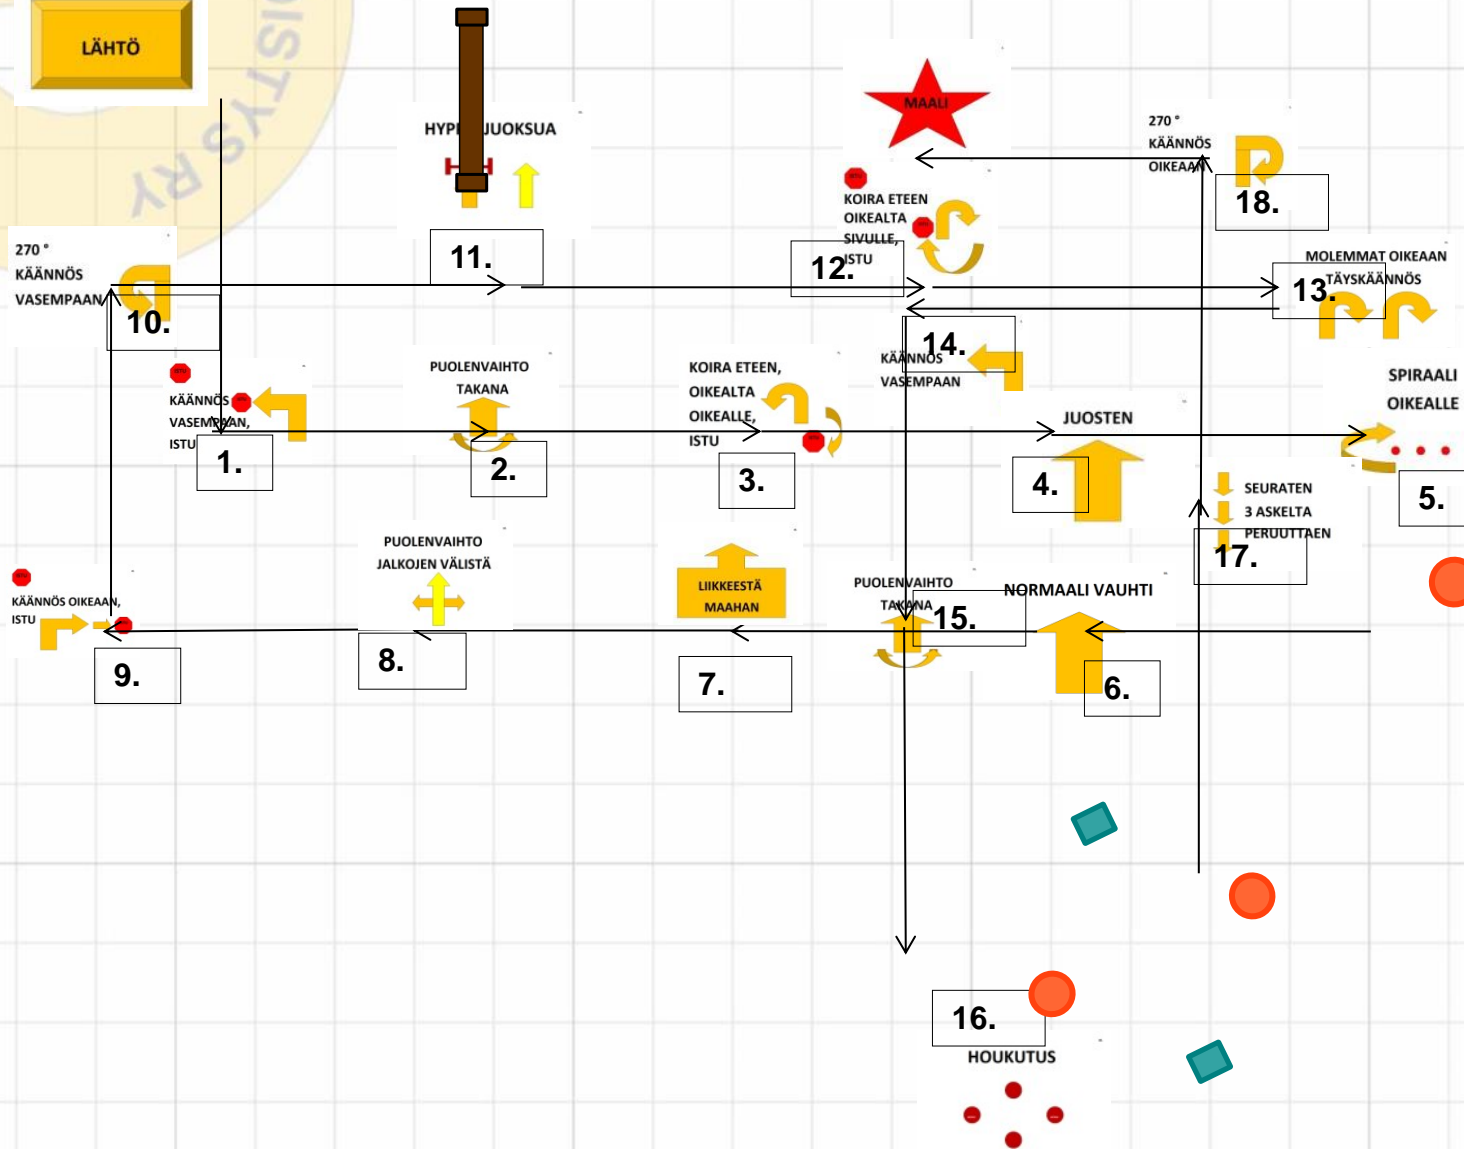 LÄHTÖ
DISTYS RY
HYPPY JUOKSUA
11.
MAALI
KOIRA ETEEN
OIKEALTA
SIVULLE,
ISTU
12.
270 °
KÄÄNNÖS
OIKEAAN
18.
MOLEMMAT OIKEAAN
TÄYSKÄÄNNÖS
13.
270 °
KÄÄNNÖS
VASEMPAAN
10.
KÄÄNNÖS
VASEMPAAN,
ISTU
1.
PUOLENVAIHTO
TAKANA
2.
KOIRA ETEEN,
OIKEALTA
OIKEALLE,
ISTU
3.
14.
KÄÄNNÖS
VASEMPAAN
JUOSTEN
4.
SPIRAALI
OIKEALLE
5.
SEURATEN
3 ASKELTA
PERUUTTAEN
17.
KÄÄNNÖS OIKEAAN,
ISTU
9.
PUOLENVAIHTO
JALKOJEN VÄLISTÄ
8.
LIIKKEESTÄ
MAAHAN
7.
PUOLENVAIHTO
TAKANA
15.
NORMAALI VAUHTI
6.
16.
HOUKUTUS